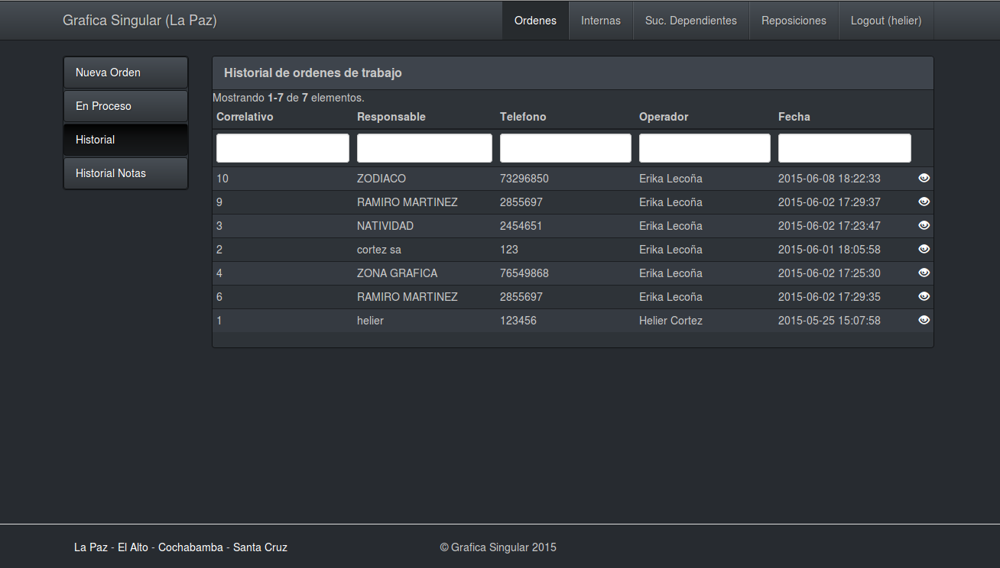 Grafica Singular (La Paz) Ordenes Internas Suc. Dependientes Reposiciones Logout (helier)
Nueva Orden
En Proceso
Historial
Historial Notas
Historial de ordenes de trabajo
Mostrando 1-7 de 7 elementos.
Correlativo Responsable Telefono Operador Fecha
10 ZODIACO 73296850 Erika Lecoña 2015-06-08 18:22:33
9 RAMIRO MARTINEZ 2855697 Erika Lecoña 2015-06-02 17:29:37
3 NATIVIDAD 2454651 Erika Lecoña 2015-06-02 17:23:47
2 cortez sa 123 Erika Lecoña 2015-06-01 18:05:58
4 ZONA GRAFICA 76549868 Erika Lecoña 2015-06-02 17:25:30
6 RAMIRO MARTINEZ 2855697 Erika Lecoña 2015-06-02 17:29:35
1 helier 123456 Helier Cortez 2015-05-25 15:07:58
La Paz - El Alto - Cochabamba - Santa Cruz © Grafica Singular 2015